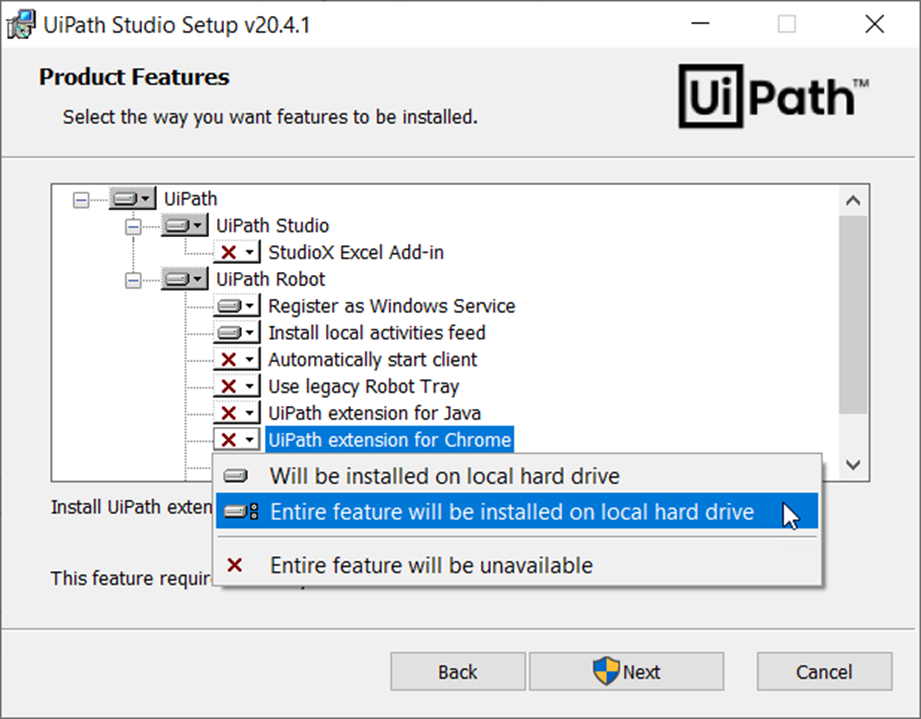 UiPath Studio Setup v20.4.1
Product Features
Select the way you want features to be installed.
UiPath™
UiPath
UiPath Studio
StudioX Excel Add-in
UiPath Robot
Register as Windows Service
Install local activities feed
Automatically start client
Use legacy Robot Tray
UiPath extension for Java
UiPath extension for Chrome
Will be installed on local hard drive
Install UiPath
Entire feature will be installed on local hard drive
Entire feature will be unavailable
This feature
Back
Next
Cancel